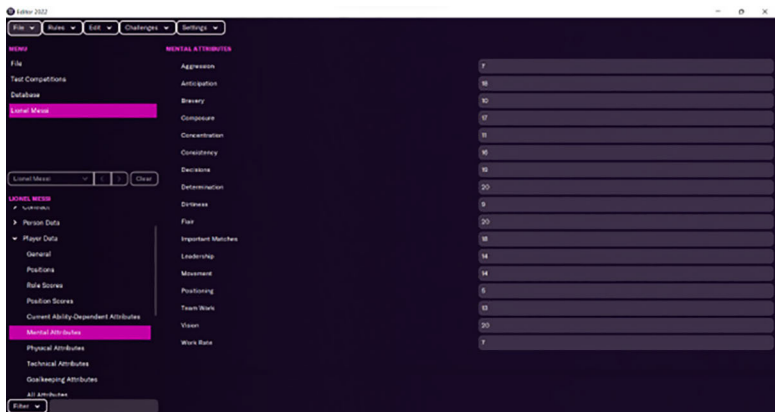 Editor 2022
File
Rules
Edit
Challenges
Settings
MENU
File
Test Competitions
Database
Lionel Messi
Lionel Messi
<
>
Clear
LIONEL MESSI
Contract
Person Data
Player Data
General
Positions
Role Scores
Position Scores
Current Ability-Dependent Attributes
Mental Attributes
Physical Attributes
Technical Attributes
Goalkeeping Attributes
All Attributes
Filter
MENTAL ATTRIBUTES
Aggression 7
Anticipation 18
Bravery 10
Composure 17
Concentration 11
Consistency 16
Decisions 19
Determination 20
Dirtiness 9
Flair 20
Important Matches 18
Leadership 14
Movement 14
Positioning 5
Team Work 13
Vision 20
Work Rate 7